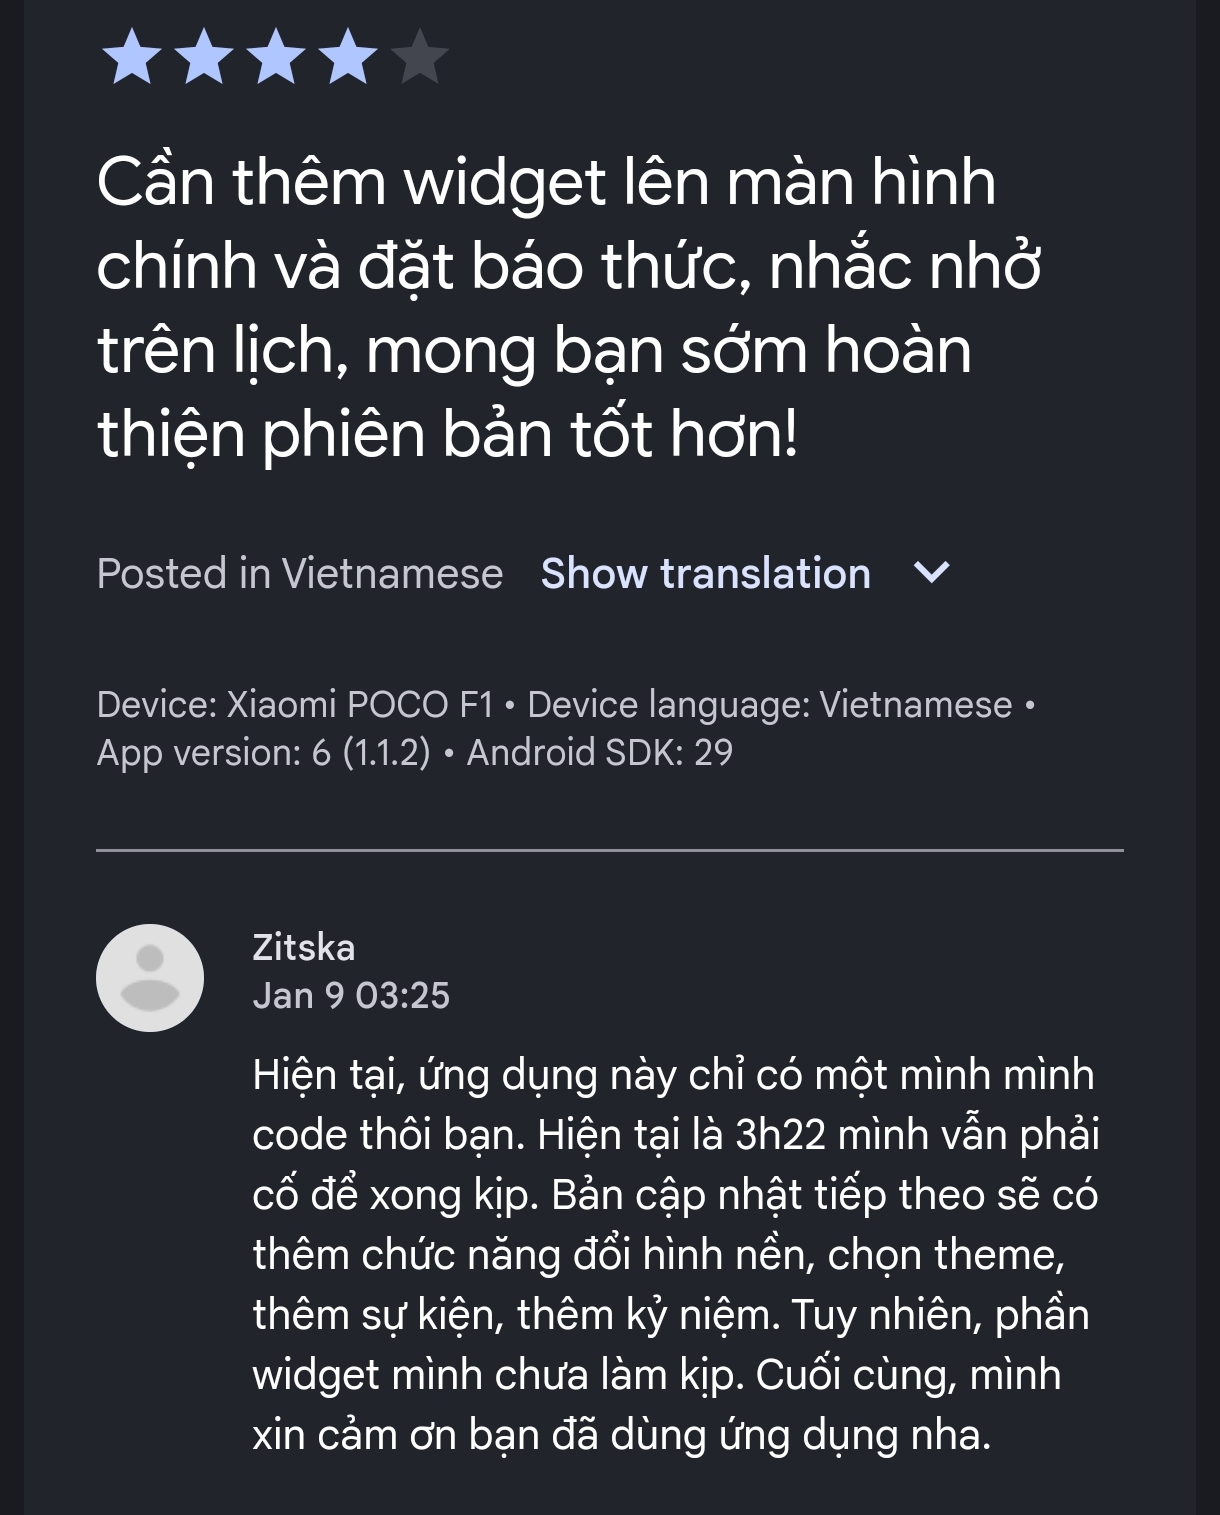 Cần thêm widget lên màn hình
chính và đặt báo thức, nhắc nhở
trên lịch, mong bạn sớm hoàn
thiện phiên bản tốt hơn!
Posted in Vietnamese Show translation
Device: Xiaomi POCO F1 • Device language: Vietnamese •
App version: 6 (1.1.2) • Android SDK: 29
Zitska
Jan 9 03:25
Hiện tại, ứng dụng này chỉ có một mình mình
code thôi bạn. Hiện tại là 3h22 mình vẫn phải
cố để xong kịp. Bản cập nhật tiếp theo sẽ có
thêm chức năng đổi hình nền, chọn theme,
thêm sự kiện, thêm kỷ niệm. Tuy nhiên, phần
widget mình chưa làm kịp. Cuối cùng, mình
xin cảm ơn bạn đã dùng ứng dụng nha.